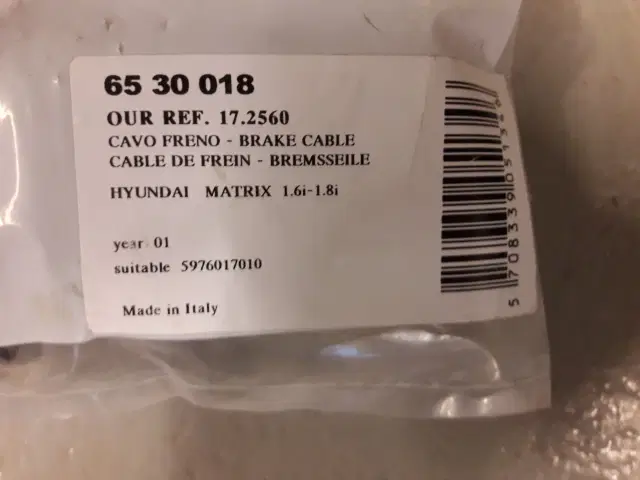 65 30 018
OUR REF. 17.2560
CAVO FRENO - BRAKE CABLE
CABLE DE FREIN - BREMSSEILE
HYUNDAI MATRIX 1.6i-1.8i
year 01
suitable 5976017010
Made in Italy